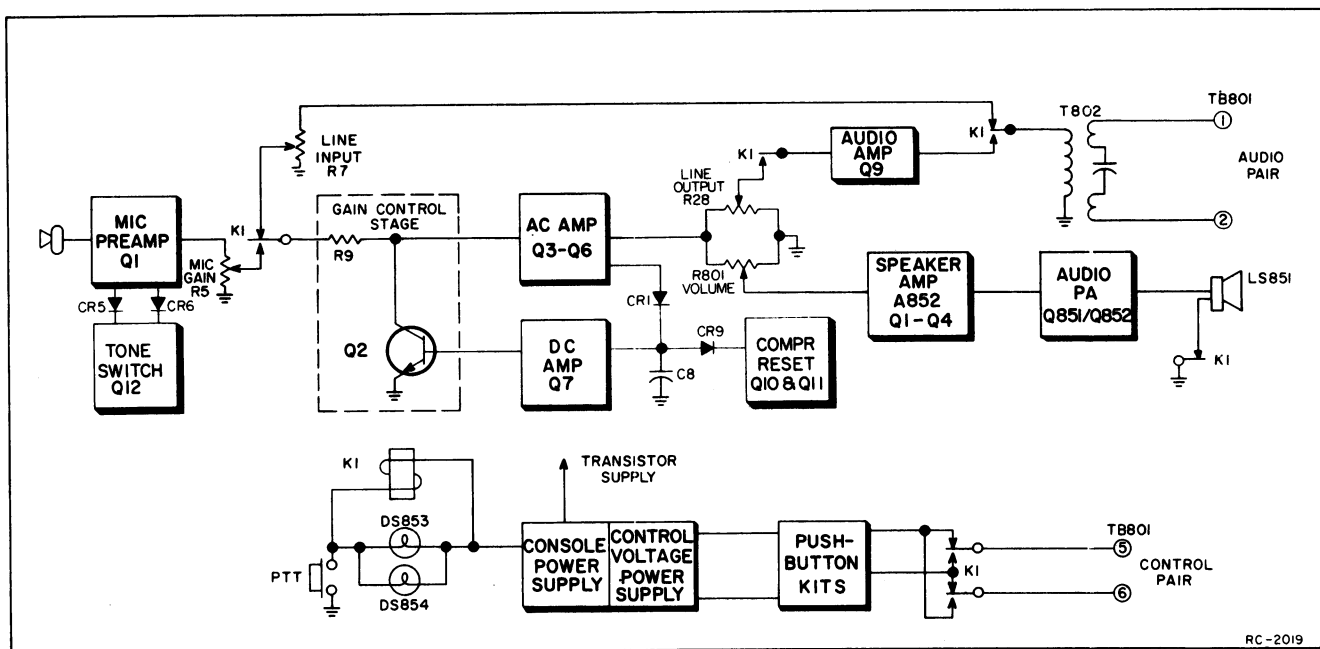 TB801
T802
1
K1
AUDIO
AMP
Q9
K1
LINE
INPUT
R7
AUDIO
PAIR
LINE
OUTPUT
R28
GAIN CONTROL
STAGE
MIC
PREAMP
Q1
K1
AC AMP
Q3-Q6
2
R9
MIC
GAIN
R5
R801
VOLUME
SPEAKER
AMP
A852
Q1-Q4
AUDIO
PA
Q851/Q852
LS851
CR5
CR6
CR1
CR9
TONE
SWITCH
Q12
Q2
DC
AMP
Q7
C8
COMPR
RESET
Q10 & Q11
K1
K1
TRANSISTOR
SUPPLY
DS853
CONSOLE
POWER
SUPPLY
CONTROL
VOLTAGE
POWER
SUPPLY
PUSH-
BUTTON
KITS
TB801
5
PTT
K1
CONTROL
PAIR
DS854
6
RC-2019